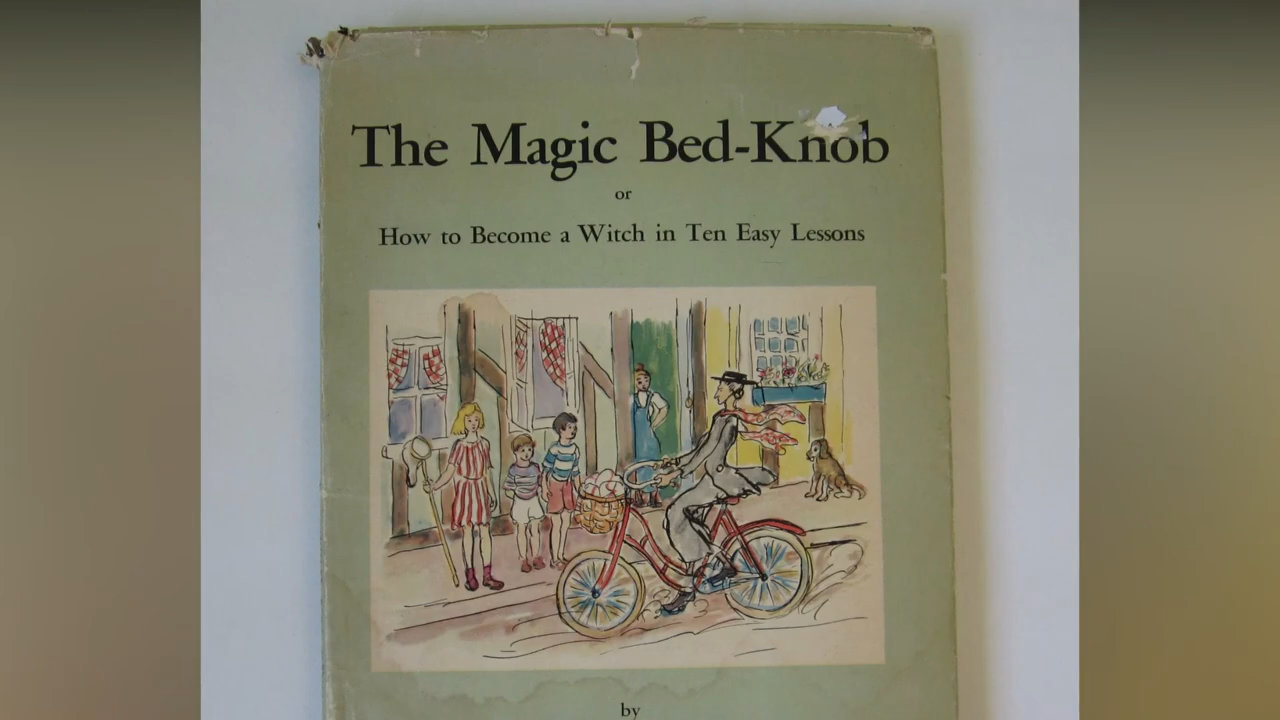 The Magic Bed-Knob
or
How to Become a Witch in Ten Easy Lessons
by